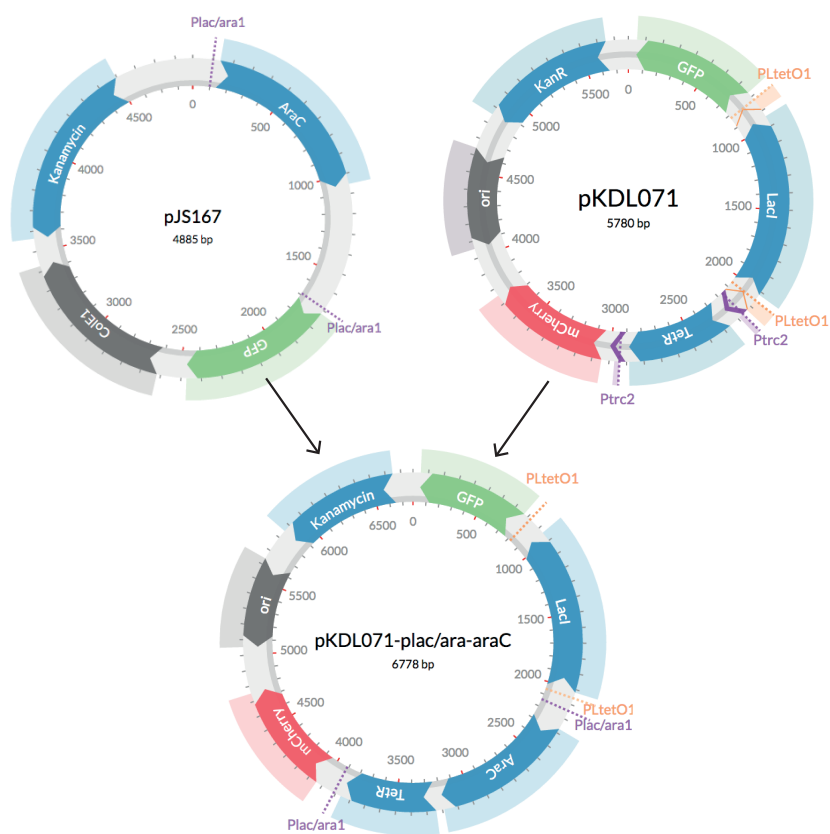 Plac/ara1
Kanamycin
AraC
4500
0
500
4000
1000
pJS167
4885 bp
3500
1500
3000
2000
2500
ColE1
GFP
Plac/ara1
KanR
GFP
PLtetO1
5500
0
500
5000
1000
ori
4500
pKDL071
5780 bp
1500
LacI
4000
2000
3500
3000
2500
mCherry
TetR
PLtetO1
Ptrc2
Ptrc2
Kanamycin
GFP
PLtetO1
6500
0
500
6000
1000
ori
5500
LacI
1500
pKDL071-plac/ara-araC
6778 bp
5000
2000
4500
PLtetO1
Plac/ara1
2500
4000
3500
3000
mCherry
TetR
AraC
Plac/ara1